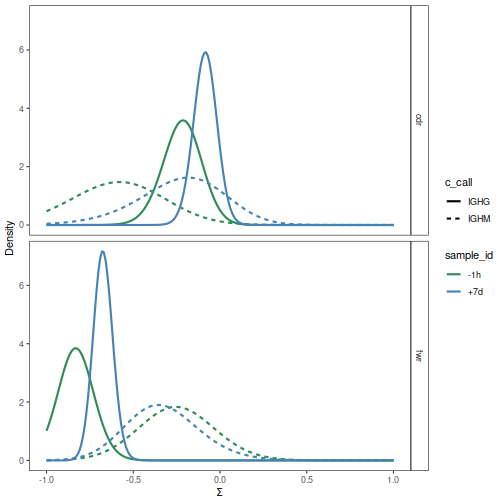 6
4
2
0
cdr
6
4
2
0
fwr
-1.0
-0.5
0.0
0.5
1.0
Σ
Density
c_call
IGHG
IGHM
sample_id
-1h
+7d